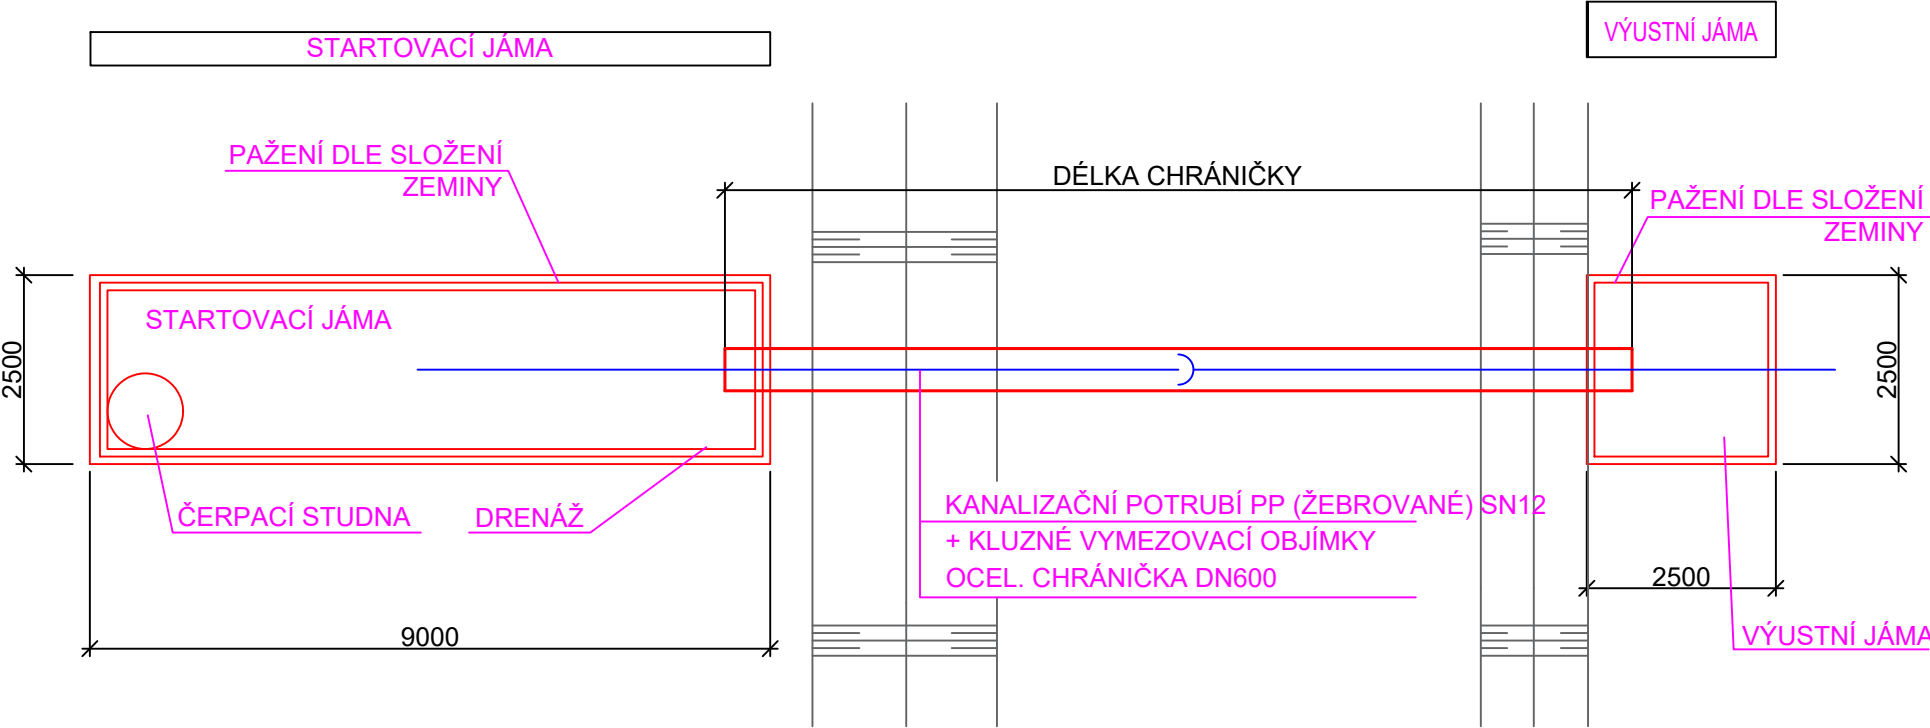 STARTOVACÍ JÁMA
VÝUSTNÍ JÁMA
PAŽENÍ DLE SLOŽENÍ
ZEMINY
DÉLKA CHRÁNIČKY
PAŽENÍ DLE SLOŽENÍ
ZEMINY
STARTOVACÍ JÁMA
2500
2500
ČERPACÍ STUDNA
DRENÁŽ
KANALIZAČNÍ POTRUBÍ PP (ŽEBROVANÉ) SN12
+ KLUZNÉ VYMEZOVACÍ OBJÍMKY
OCEL. CHRÁNIČKA DN600
2500
9000
VÝUSTNÍ JÁMA